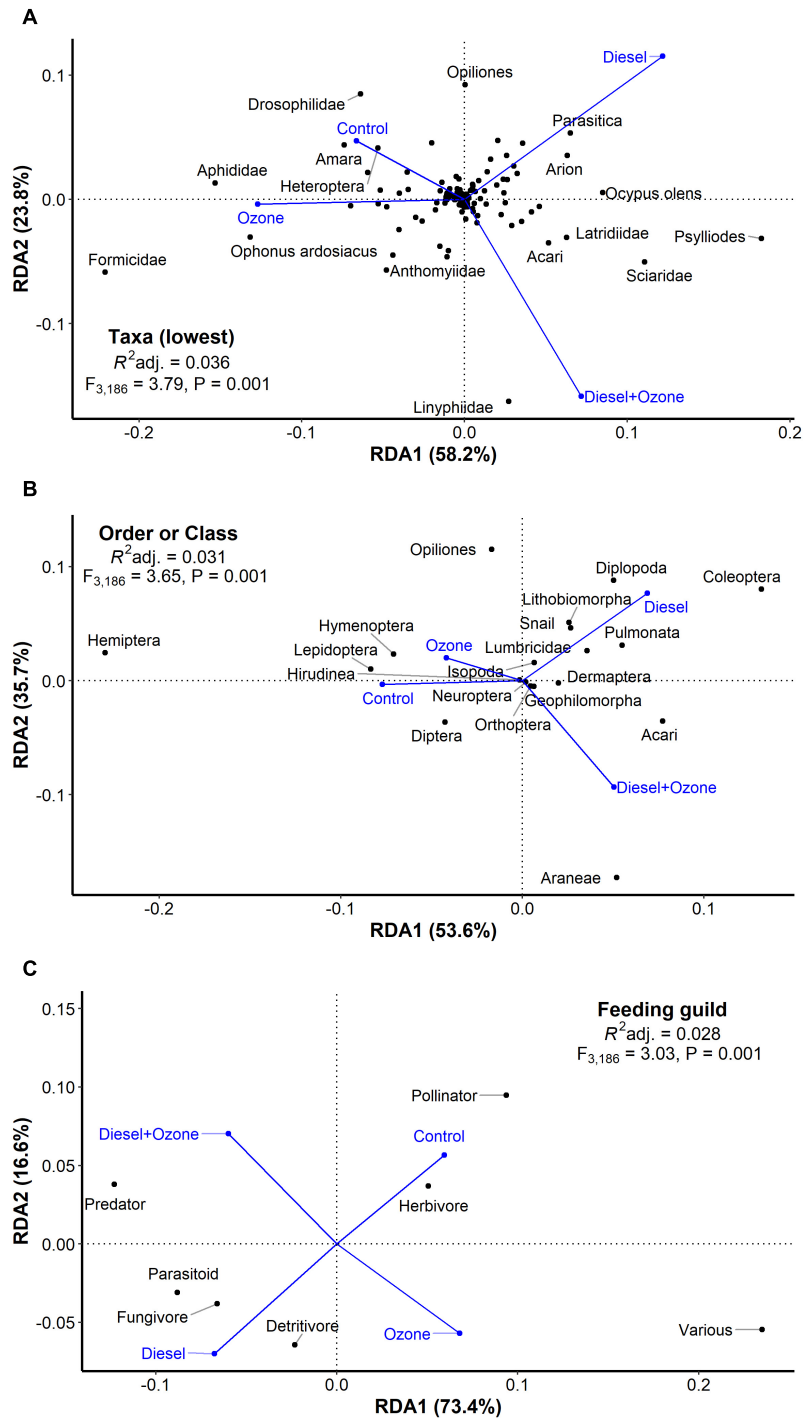 A
Diesel
0.1
Opiliones
Drosophilidae
Parasitica
Control
Amara
Arion
Aphididae
Heteroptera
Ocypus olens
0.0
Ozone
Latridiidae
Psylliodes
Ophonus ardosiacus
Acari
Formicidae
Anthomyiidae
Sciaridae
RDA2 (23.8%)
-0.1
Taxa (lowest)
R²adj. = 0.036
F3,186 = 3.79, P = 0.001
Diesel+Ozone
Linyphiidae
-0.2 -0.1 0.0 0.1 0.2
RDA1 (58.2%)
B
Order or Class
R²adj. = 0.031
F3,186 = 3.65, P = 0.001
Opiliones
0.1
Diplopoda
Coleoptera
Lithobiomorpha
Diesel
Hymenoptera
Snail
Pulmonata
Hemiptera
Ozone
Lumbricidae
Lepidoptera
Hirudinea
Isopoda
Dermaptera
0.0
Control
Neuroptera
Geophilomorpha
Orthoptera
Diptera
Acari
RDA2 (35.7%)
Diesel+Ozone
-0.1
Araneae
-0.2 -0.1 0.0 0.1
RDA1 (53.6%)
C
0.15
Feeding guild
R²adj. = 0.028
F3,186 = 3.03, P = 0.001
0.10
Pollinator
Diesel+Ozone
Control
0.05
Predator
Herbivore
RDA2 (16.6%)
0.00
Parasitoid
Fungivore
Detritivore
-0.05
Ozone
Various
Diesel
-0.1 0.0 0.1 0.2
RDA1 (73.4%)